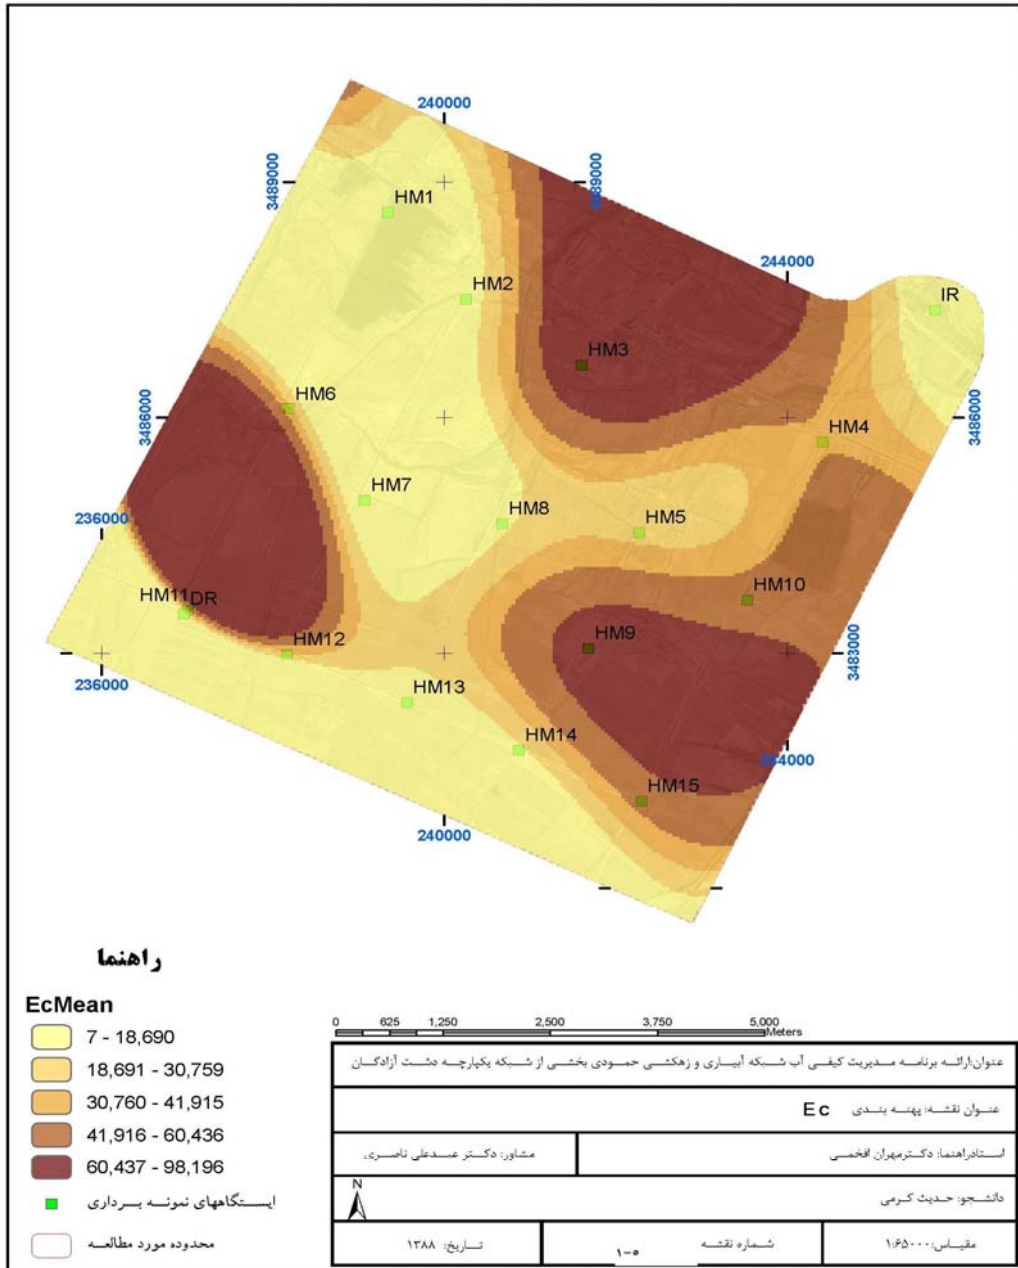 240000
3489000
3489000
HM1
244000
HM2
IR
HM3
HM6
3486000
3486000
HM4
HM7
HM8
HM5
236000
HM11
DR
HM10
HM12
HM9
3483000
236000
HM13
HM14
244000
HM15
240000
راهنما
EcMean
7 - 18,690
18,691 - 30,759
30,760 - 41,915
41,916 - 60,436
60,437 - 98,196
ایستگاههای نمونه برداری
محدوده مورد مطالعه
0 625 1,250 2,500 3,750 5,000
Meters
عنوان:ارائه برنامه مدیریت کیفی آب شبکه آبیاری و زهکشی حمودی بخشی از شبکه یکپارچه دشت آزادگان
عنوان نقشه: پهنه بندی Ec
استادراهنما: دکترمهران افخمی
مشاور: دکتر عبدعلی ناصری
N
دانشجو: حدیث کرمی
مقیاس:۱:۶۵۰۰۰
شماره نقشه ۱-۵
تاریخ: ۱۳۸۸